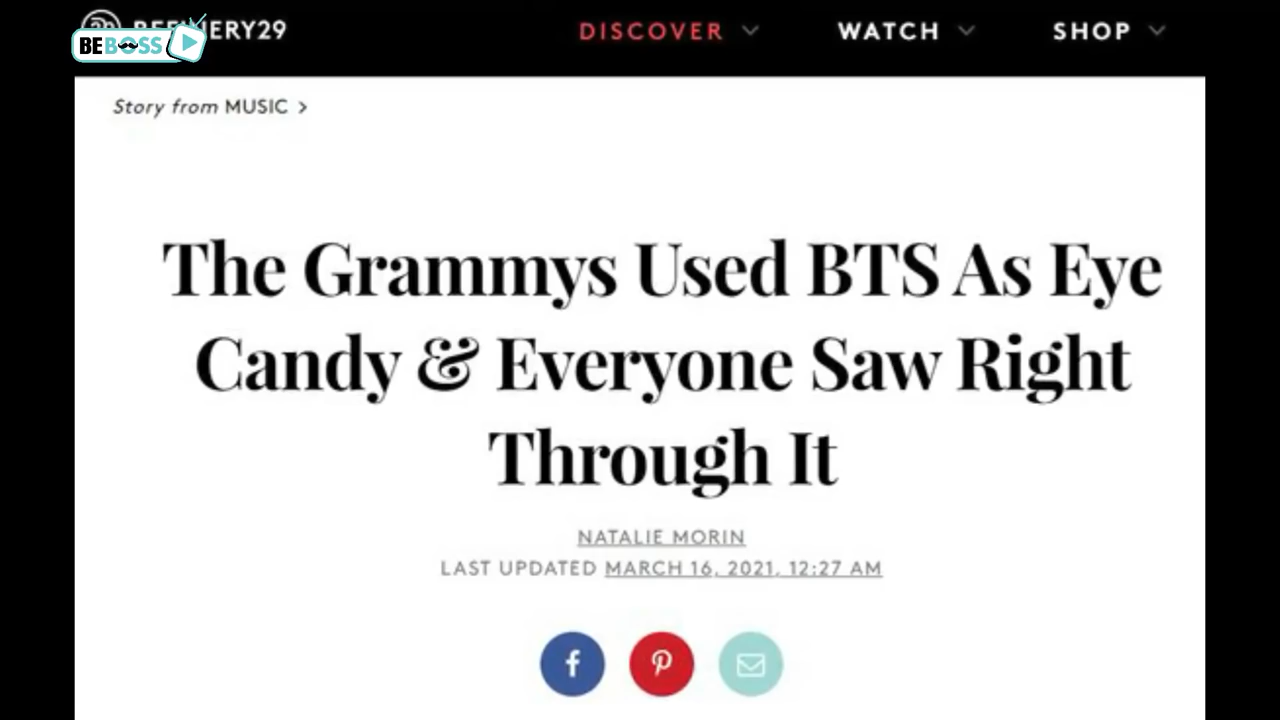 BEBOSS
DISCOVER
WATCH
SHOP
Story from MUSIC >
The Grammys Used BTS As Eye
Candy & Everyone Saw Right
Through It
NATALIE MORIN
LAST UPDATED MARCH 16, 2021, 12:27 AM